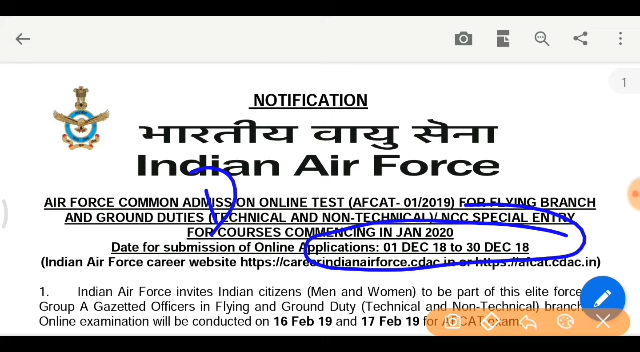 1
NOTIFICATION
भारतीय वायु सेना
Indian Air Force
AIR FORCE COMMON ADMISSION ONLINE TEST (AFCAT- 01/2019) FOR FLYING BRANCH
AND GROUND DUTIES (TECHNICAL AND NON-TECHNICAL)/ NCC SPECIAL ENTRY
FOR COURSES COMMENCING IN JAN 2020
Date for submission of Online Applications: 01 DEC 18 to 30 DEC 18
(Indian Air Force career website https://careerindianairforce.cdac.in or https://afcat.cdac.in)
1. Indian Air Force invites Indian citizens (Men and Women) to be part of this elite force
Group A Gazetted Officers in Flying and Ground Duty (Technical and Non-Technical) branch
Online examination will be conducted on 16 Feb 19 and 17 Feb 19 for AFCAT exam.